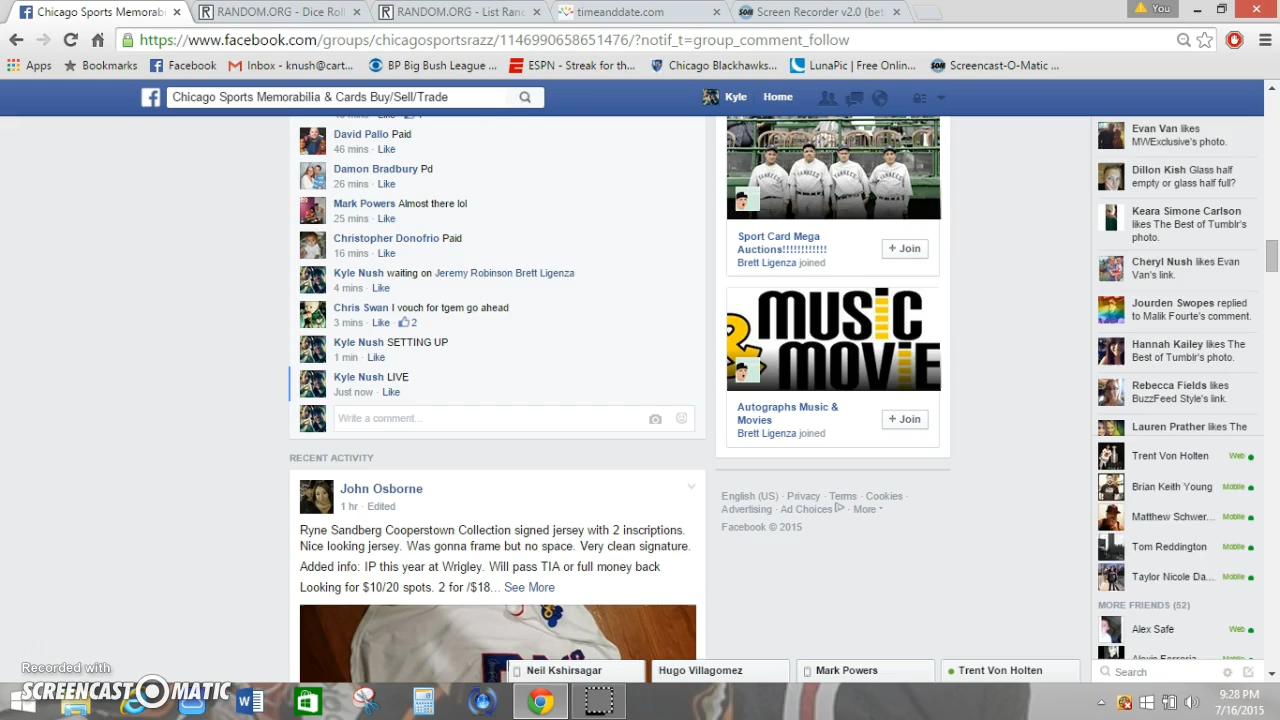 Chicago Sports Memorabi
RANDOM.ORG - Dice Roll
RANDOM.ORG - List Ran
timeanddate.com
Screen Recorder v2.0 (bet
You
https://www.facebook.com/groups/chicagosportsrazz/1146990658651476/?notif_t=group_comment_follow
Apps
Bookmarks
Facebook
Inbox - knush@cart...
BP Big Bush League ...
ESPN - Streak for th...
Chicago Blackhawks...
LunaPic | Free Onlin...
Screencast-O-Matic ...
Chicago Sports Memorabilia & Cards Buy/Sell/Trade
Kyle
Home
David Pallo Paid
46 mins · Like
Damon Bradbury Pd
26 mins · Like
Mark Powers Almost there lol
25 mins · Like
Christopher Donofrio Paid
16 mins · Like
Kyle Nush waiting on Jeremy Robinson Brett Ligenza
4 mins · Like
Chris Swan I vouch for tgem go ahead
3 mins · Like · 2
Kyle Nush SETTING UP
1 min · Like
Kyle Nush LIVE
Just now · Like
Write a comment...
RECENT ACTIVITY
John Osborne
1 hr · Edited
Ryne Sandberg Cooperstown Collection signed jersey with 2 inscriptions.
Nice looking jersey. Was gonna frame but no space. Very clean signature.
Added info: IP this year at Wrigley. Will pass TIA or full money back
Looking for $10/20 spots. 2 for /$18... See More
Sport Card Mega
Auctions!!!!!!!!!!!!
Brett Ligenza joined
+ Join
MUSIC
& MOVIE
Autographs Music &
Movies
Brett Ligenza joined
+ Join
English (US) · Privacy · Terms · Cookies ·
Advertising · Ad Choices · More
Facebook © 2015
Evan Van likes
MWExclusive's photo.
Dillon Kish Glass half
empty or glass half full?
Keara Simone Carlson
likes The Best of Tumblr's
photo.
Cheryl Nush likes Evan
Van's link.
Jourden Swopes replied
to Malik Fourte's comment.
Hannah Kailey likes The
Best of Tumblr's photo.
Rebecca Fields likes
BuzzFeed Style's link.
Lauren Prather likes The
Trent Von Holten Web
Brian Keith Young Mobile
Matthew Schwer... Mobile
Tom Reddington Mobile
Taylor Nicole Da... Mobile
MORE FRIENDS (52)
Alex Safe Web
Search
Neil Kshirsagar
Hugo Villagomez
Mark Powers
Trent Von Holten
Recorded with
SCREENCAST-O-MATIC
9:28 PM
7/16/2015